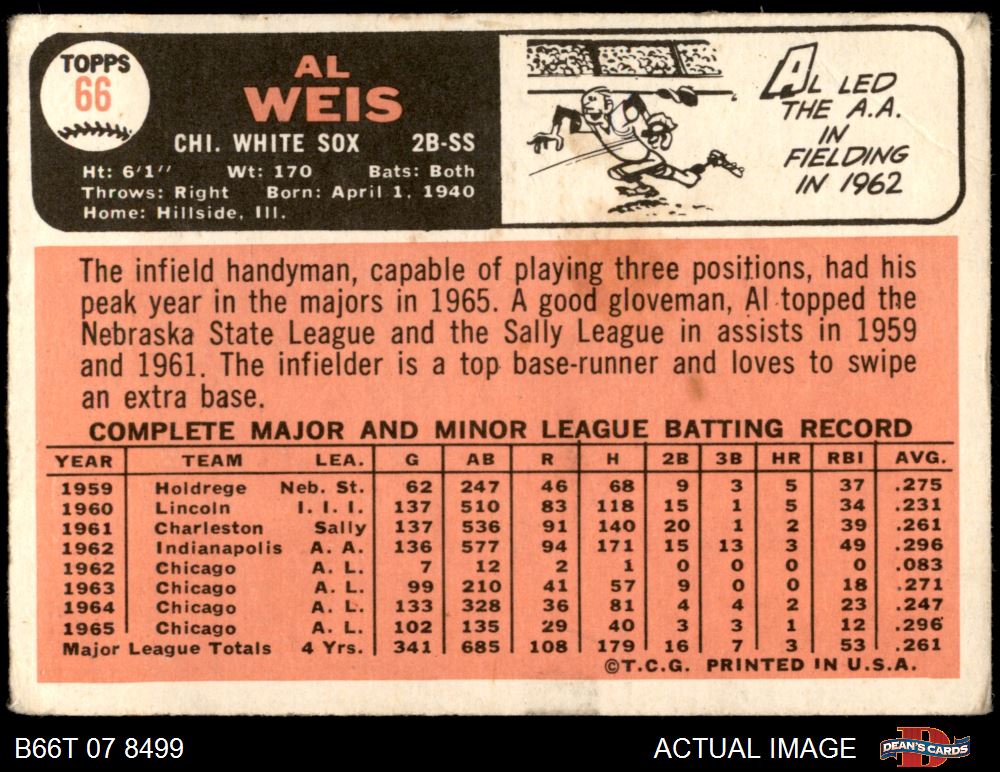 TOPPS
66
AL
WEIS
CHI. WHITE SOX 2B-SS
Ht: 6'1" Wt: 170 Bats: Both
Throws: Right Born: April 1, 1940
Home: Hillside, Ill.
AL LED
THE A.A.
IN
FIELDING
IN 1962
The infield handyman, capable of playing three positions, had his
peak year in the majors in 1965. A good gloveman, Al topped the
Nebraska State League and the Sally League in assists in 1959
and 1961. The infielder is a top base-runner and loves to swipe
an extra base.
COMPLETE MAJOR AND MINOR LEAGUE BATTING RECORD
YEAR TEAM LEA. G AB R H 2B 3B HR RBI AVG.
1959 Holdrege Neb. St. 62 247 46 68 9 3 5 37 .275
1960 Lincoln I. I. I. 137 510 83 118 15 1 5 34 .231
1961 Charleston Sally 137 536 91 140 20 1 2 39 .261
1962 Indianapolis A. A. 136 577 94 171 15 13 3 49 .296
1962 Chicago A. L. 7 12 2 1 0 0 0 0 .083
1963 Chicago A. L. 99 210 41 57 9 0 0 18 .271
1964 Chicago A. L. 133 328 36 81 4 4 2 23 .247
1965 Chicago A. L. 102 135 29 40 3 3 1 12 .296
Major League Totals 4 Yrs. 341 685 108 179 16 7 3 53 .261
©T.C.G. PRINTED IN U.S.A.
B66T 07 8499
ACTUAL IMAGE
DEAN'S CARDS